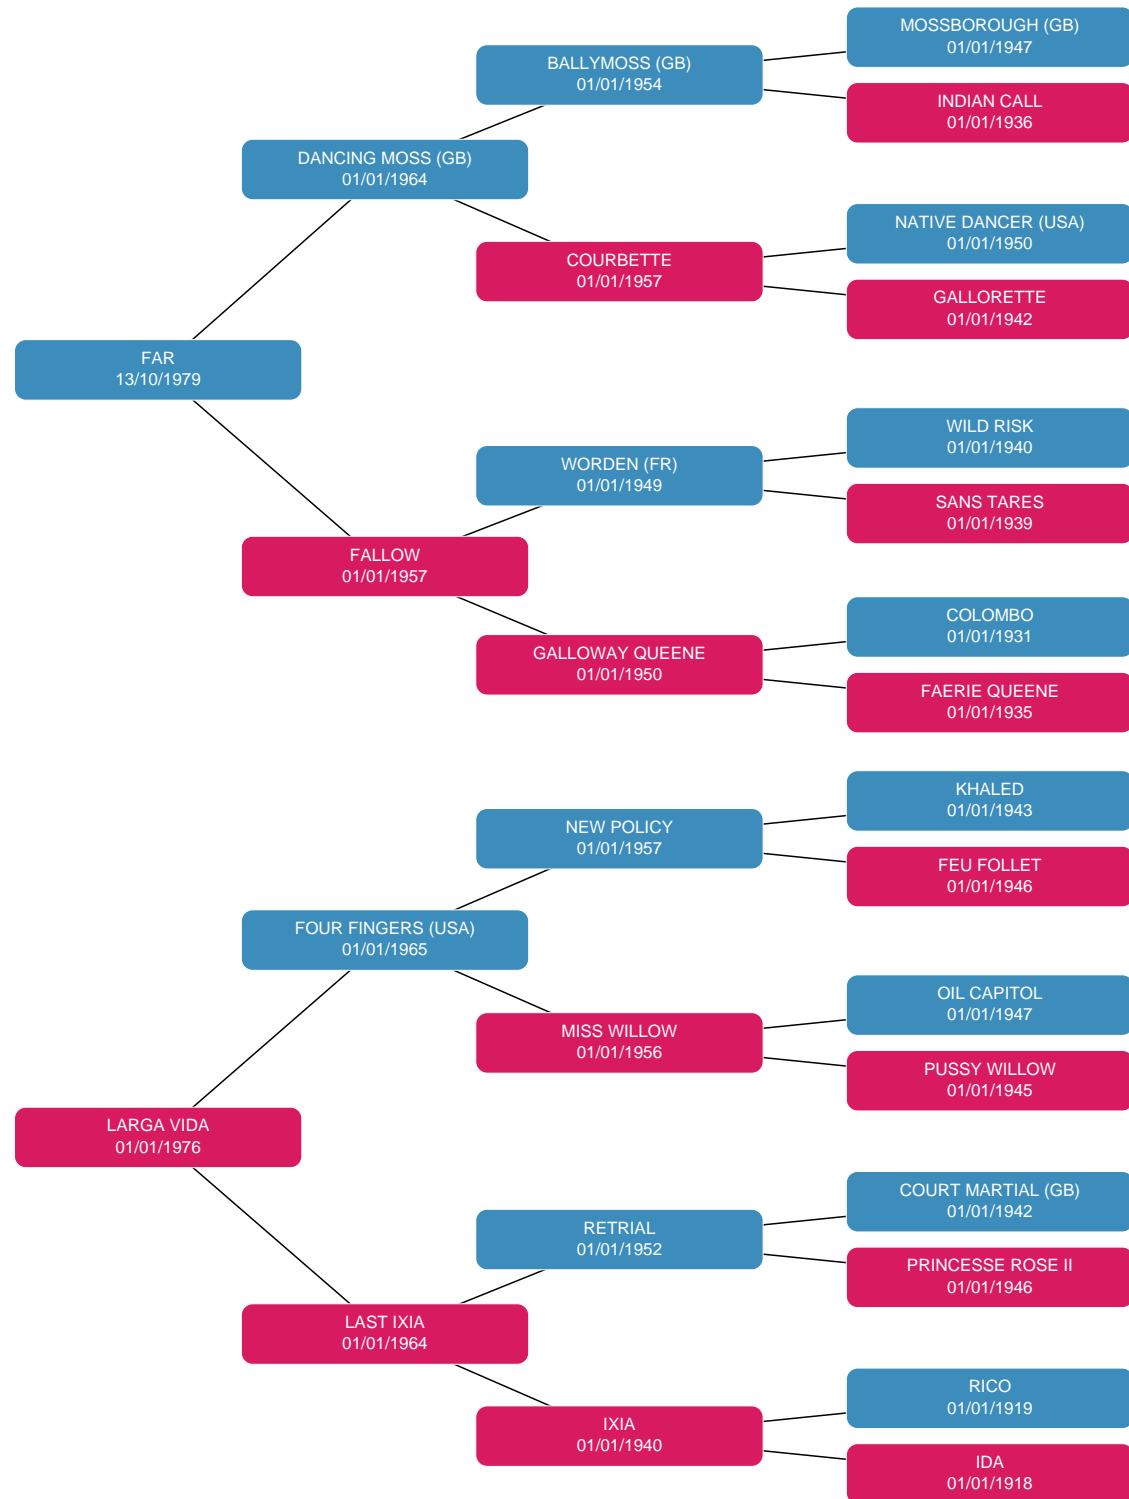 MOSSBOROUGH (GB)
01/01/1947
BALLYMOSS (GB)
01/01/1954
INDIAN CALL
01/01/1936
DANCING MOSS (GB)
01/01/1964
NATIVE DANCER (USA)
01/01/1950
COURBETTE
01/01/1957
GALLORETTE
01/01/1942
FAR
13/10/1979
WILD RISK
01/01/1940
WORDEN (FR)
01/01/1949
SANS TARES
01/01/1939
FALLOW
01/01/1957
COLOMBO
01/01/1931
GALLOWAY QUEENE
01/01/1950
FAERIE QUEENE
01/01/1935
KHALED
01/01/1943
NEW POLICY
01/01/1957
FEU FOLLET
01/01/1946
FOUR FINGERS (USA)
01/01/1965
OIL CAPITOL
01/01/1947
MISS WILLOW
01/01/1956
PUSSY WILLOW
01/01/1945
LARGA VIDA
01/01/1976
COURT MARTIAL (GB)
01/01/1942
RETRIAL
01/01/1952
PRINCESSE ROSE II
01/01/1946
LAST IXIA
01/01/1964
RICO
01/01/1919
IXIA
01/01/1940
IDA
01/01/1918